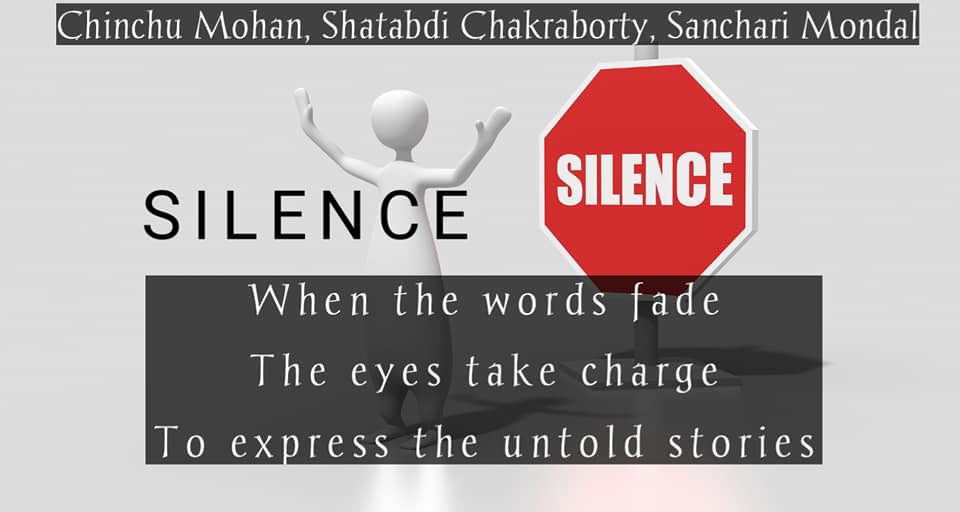 Chinchu Mohan, Shatabdi Chakraborty, Sanchari Mondal
SILENCE
SILENCE
When the words fade
The eyes take charge
To express the untold stories